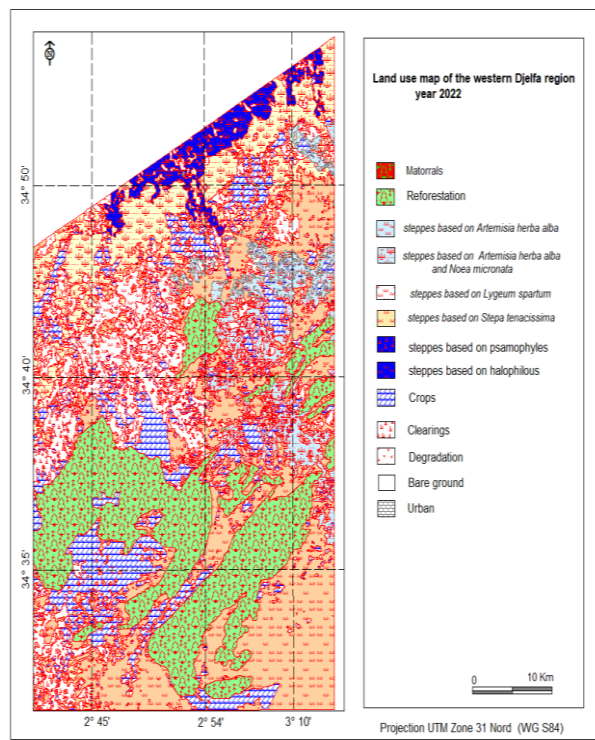 Land use map of the western Djelfa region
year 2022
Matorrals
Reforestation
steppes based on Artemisia herba alba
steppes based on Artemisia herba alba
and Noea micronata
steppes based on Lygeum spartum
steppes based on Stepa tenacissima
steppes based on psamophyles
steppes based on halophilous
Crops
Clearings
Degradation
Bare ground
Urban
34° 50'
34° 40'
34° 35'
2° 45'
2° 54'
3° 10'
0
10 Km
Projection UTM Zone 31 Nord (WG S84)